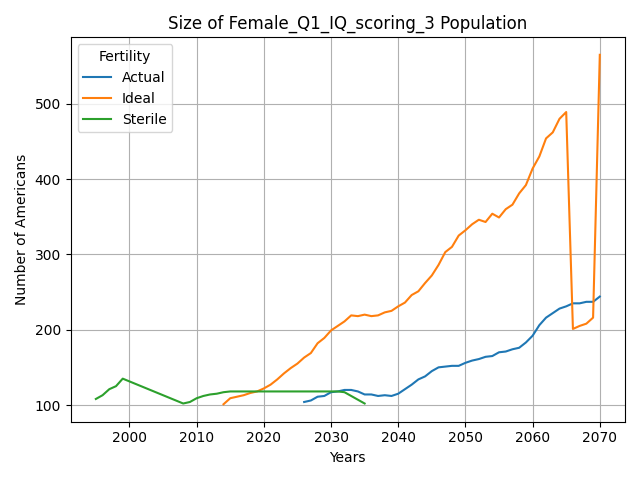 Size of Female_Q1_IQ_scoring_3 Population
Fertility
Actual
Ideal
Sterile
Number of Americans
500
400
300
200
100
2000 2010 2020 2030 2040 2050 2060 2070
Years